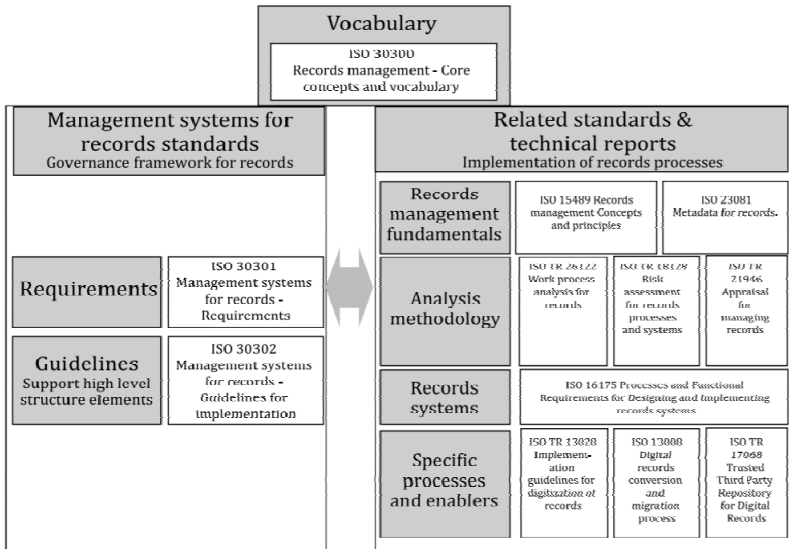 Vocabulary
ISO 30300
Records management - Core
concepts and vocabulary
Management systems for
records standards
Governance framework for records
Requirements
ISO 30301
Management systems
for records -
Requirements
Guidelines
Support high level
structure elements
ISO 30302
Management systems
for records -
Guidelines for
implementation
Related standards &
technical reports
Implementation of records processes
Records
management
fundamentals
ISO 15489 Records
management Concepts
and principles
ISO 23081
Metadata for records.
Analysis
methodology
ISO TR 26122
Work process
analysis for
records
ISO TR 18128
Risk
assessment
for records
processes
and systems
ISO TR
21946
Appraisal
for
managing
records
Records
systems
ISO 16175 Processes and Functional
Requirements for Designing and Implementing
records systems
Specific
processes
and enablers
ISO TR 13028
Implement-
ation
guidelines for
digitization of
records
ISO 13008
Digital
records
conversion
and
migration
process
ISO TR
17068
Trusted
Third Party
Repository
for Digital
Records